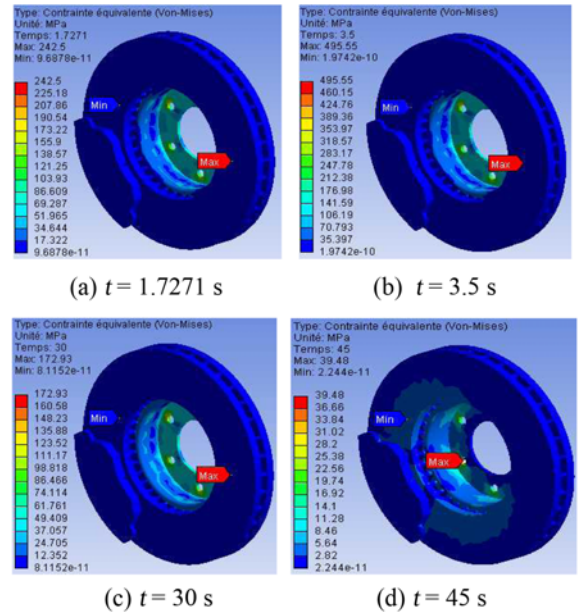 Type: Contrainte équivalente (Von-Mises)
Unité: MPa
Temps: 1.7271
Max: 242.5
Min: 9.6878e-11
242.5
225.18
207.86
190.54
173.22
155.9
138.57
121.25
103.93
86.609
69.287
51.965
34.644
17.322
9.6878e-11
Min
Max
(a) t = 1.7271 s
Type: Contrainte équivalente (Von-Mises)
Unité: MPa
Temps: 3.5
Max: 495.55
Min: 1.9742e-10
495.55
460.15
424.76
389.36
353.97
318.57
283.17
247.78
212.38
176.98
141.59
106.19
70.793
35.397
1.9742e-10
Min
Max
(b) t = 3.5 s
Type: Contrainte équivalente (Von-Mises)
Unité: MPa
Temps: 30
Max: 172.93
Min: 8.1152e-11
172.93
160.58
148.23
135.88
123.52
111.17
98.818
86.466
74.114
61.761
49.409
37.057
24.705
12.352
8.1152e-11
Min
Max
(c) t = 30 s
Type: Contrainte équivalente (Von-Mises)
Unité: MPa
Temps: 45
Max: 39.48
Min: 2.244e-11
39.48
36.66
33.84
31.02
28.2
25.38
22.56
19.74
16.92
14.1
11.28
8.46
5.64
2.82
2.244e-11
Min
Max
(d) t = 45 s